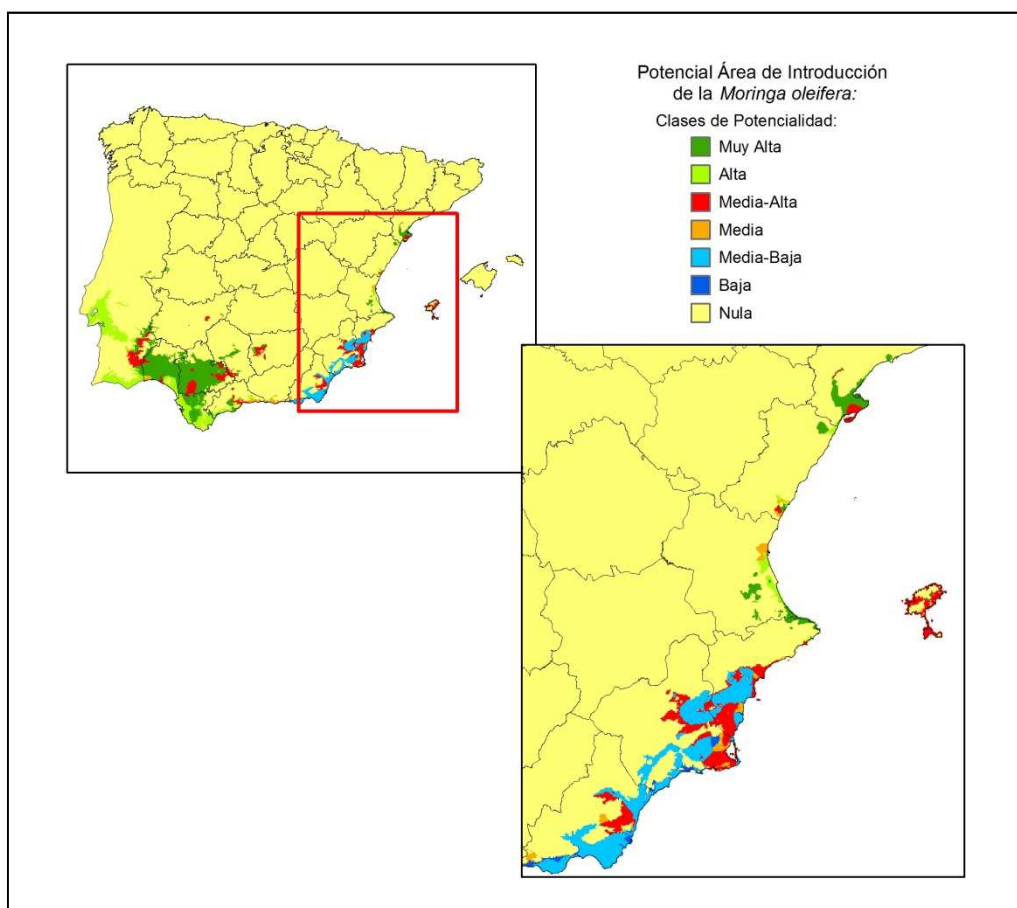 Potencial Área de Introducción
de la Moringa oleifera:
Clases de Potencialidad:
Muy Alta
Alta
Media-Alta
Media
Media-Baja
Baja
Nula